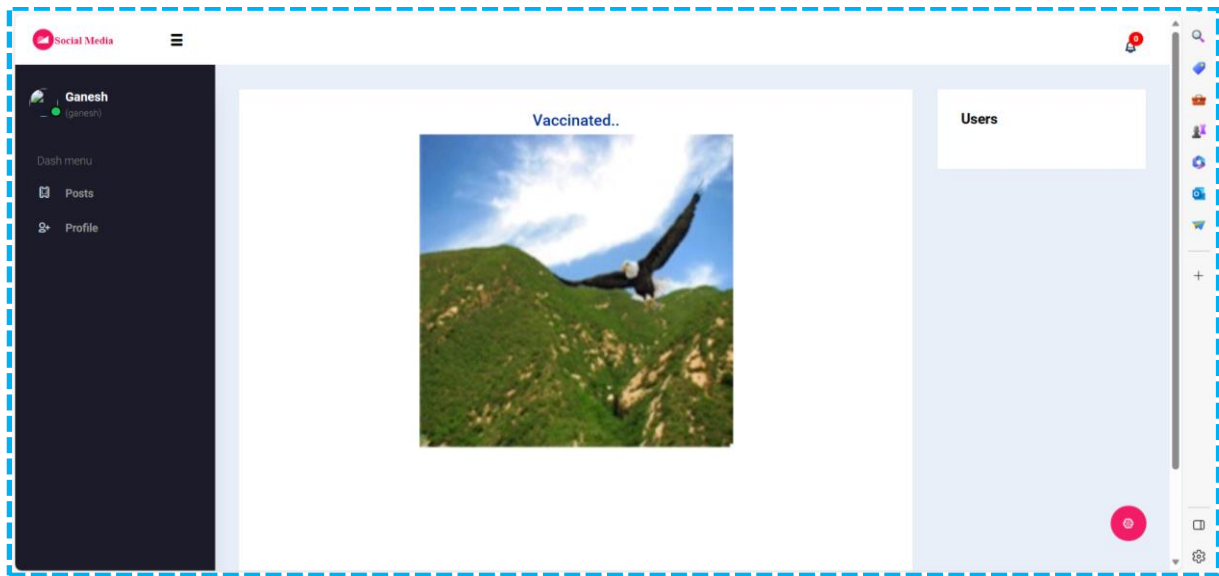 Social Media
0
Ganesh
(ganesh)
Dash menu
Posts
Profile
Vaccinated..
Users